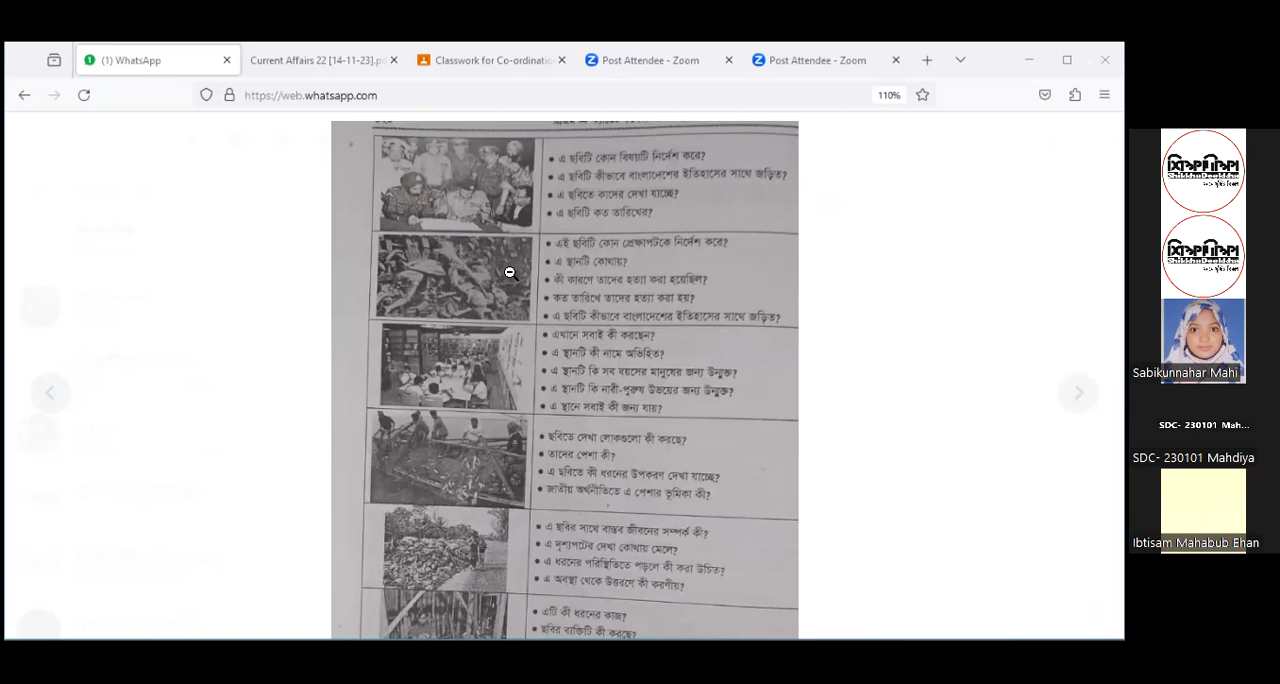 (1) WhatsApp
Current Affairs 22 [14-11-23].p
Classwork for Co-ordinatio
Post Attendee - Zoom
Post Attendee - Zoom
https://web.whatsapp.com
110%
এ ছবিটি কোন বিষয়টি নির্দেশ করে?
এ ছবিটি কীভাবে বাংলাদেশের ইতিহাসের সাথে জড়িত?
এ ছবিতে কাদের দেখা যাচ্ছে?
এ ছবিটি কত তারিখের?
এই ছবিটি কোন প্রেক্ষাপটকে নির্দেশ করে?
এ স্থানটি কোথায়?
কী কারণে তাদের হত্যা করা হয়েছিল?
কত তারিখে তাদের হত্যা করা হয়?
এ ছবিটি কীভাবে বাংলাদেশের ইতিহাসের সাথে জড়িত?
এখানে সবাই কী করছেন?
এ স্থানটি কী নামে অভিহিত?
এ স্থানটি কি সব বয়সের মানুষের জন্য উন্মুক্ত?
এ স্থানটি কি নারী-পুরুষ উভয়ের জন্য উন্মুক্ত?
এ স্থানে সবাই কী জন্য যায়?
ছবিতে দেখা লোকগুলো কী করছে?
তাদের পেশা কী?
এ ছবিতে কী ধরনের উপকরণ দেখা যাচ্ছে?
জাতীয় অর্থনীতিতে এ পেশার ভূমিকা কী?
এ ছবির সাথে বাস্তব জীবনের সম্পর্ক কী?
এ দৃশ্যপটের দেখা কোথায় মেলে?
এ ধরনের পরিস্থিতিতে পড়লে কী করা উচিত?
এ অবস্থা থেকে উত্তরণে কী করণীয়?
এটি কী ধরনের কাজ?
ছবির ব্যক্তিটি কী করছে?
শিক্ষাদীক্ষা
Shikkha Deeksha
শিক্ষাদীক্ষা
Shikkha Deeksha
Sabikunnahar Mahi
SDC- 230101 Mah...
SDC- 230101 Mahdiya
Ibtisam Mahabub Ehan